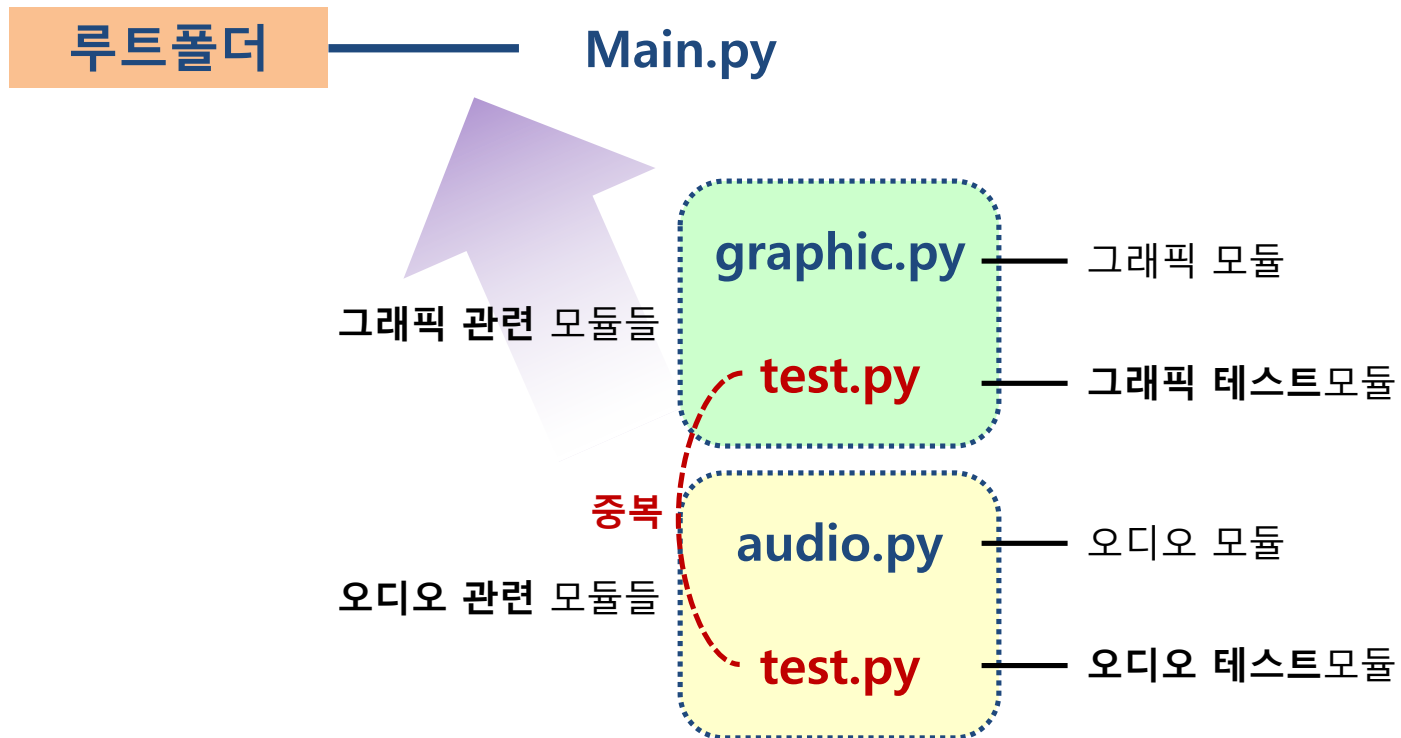 루트폴더 Main.py
graphic.py 그래픽 모듈
그래픽 관련 모듈들
test.py 그래픽 테스트모듈
중복
audio.py 오디오 모듈
오디오 관련 모듈들
test.py 오디오 테스트모듈